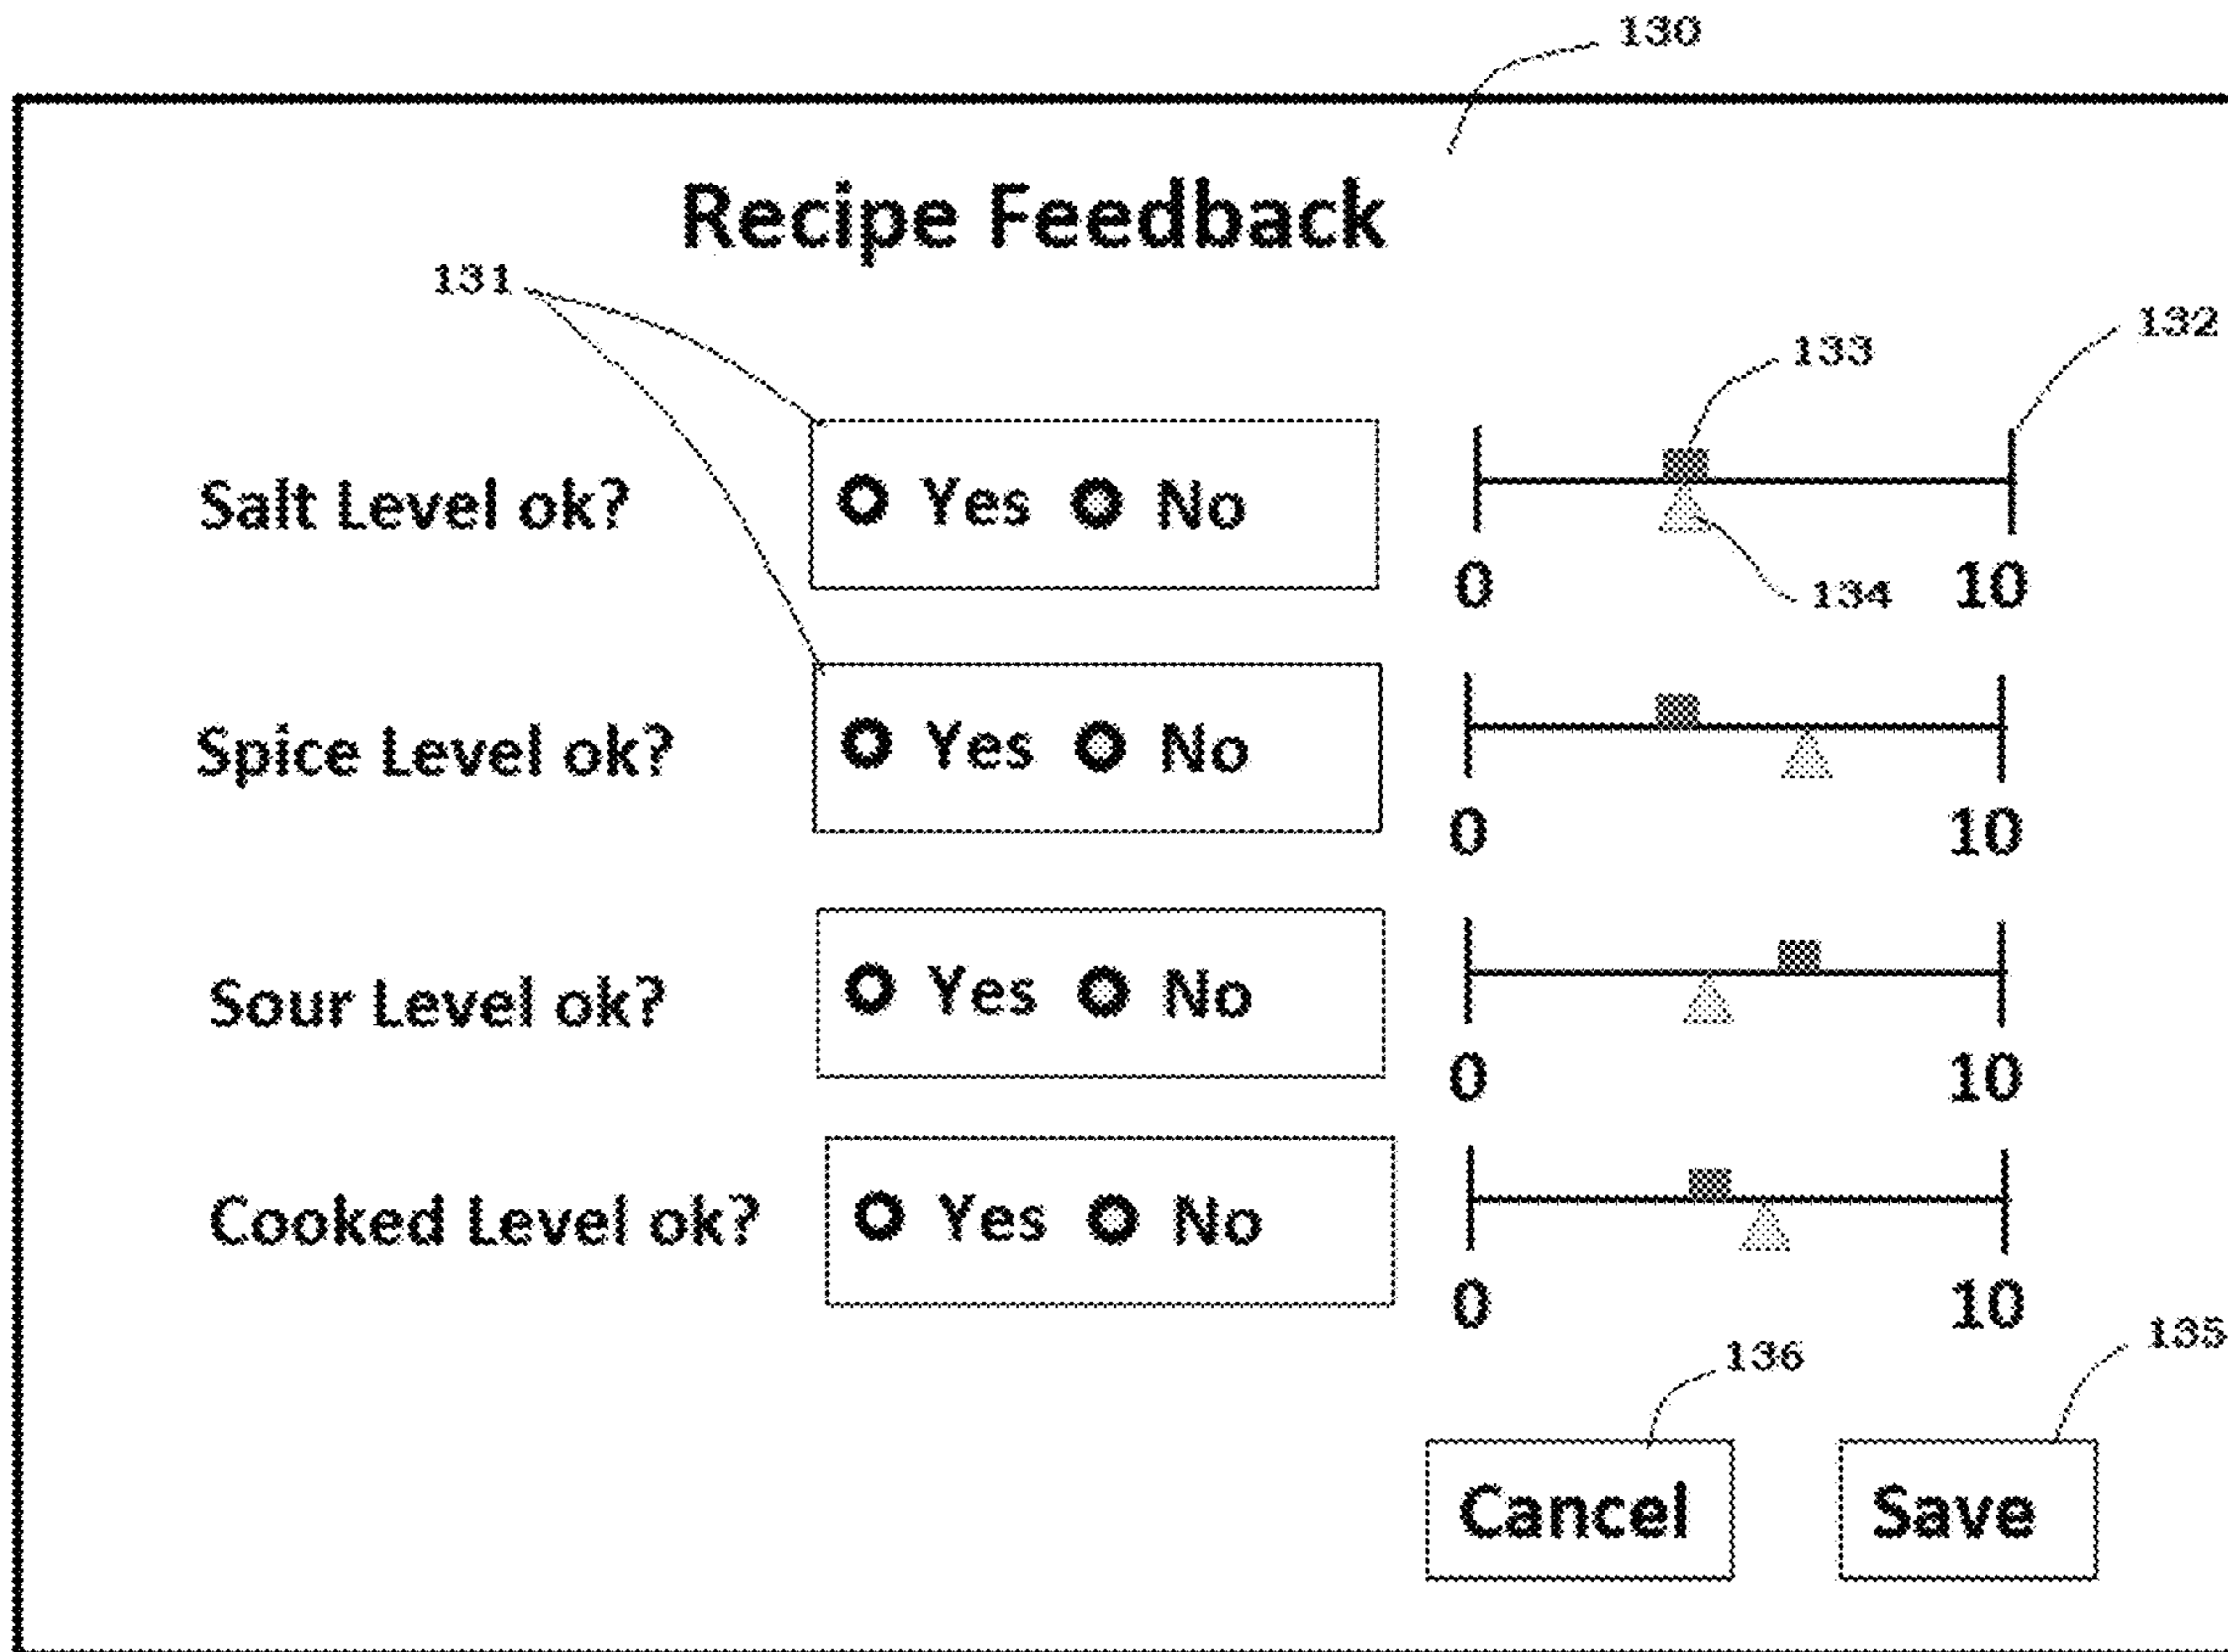 130
Recipe Feedback
131
132
133
Salt Level ok? Yes No
0 10
134
Spice Level ok? Yes No
0 10
Sour Level ok? Yes No
0 10
Cooked Level ok? Yes No
0 10
135
136
Cancel Save